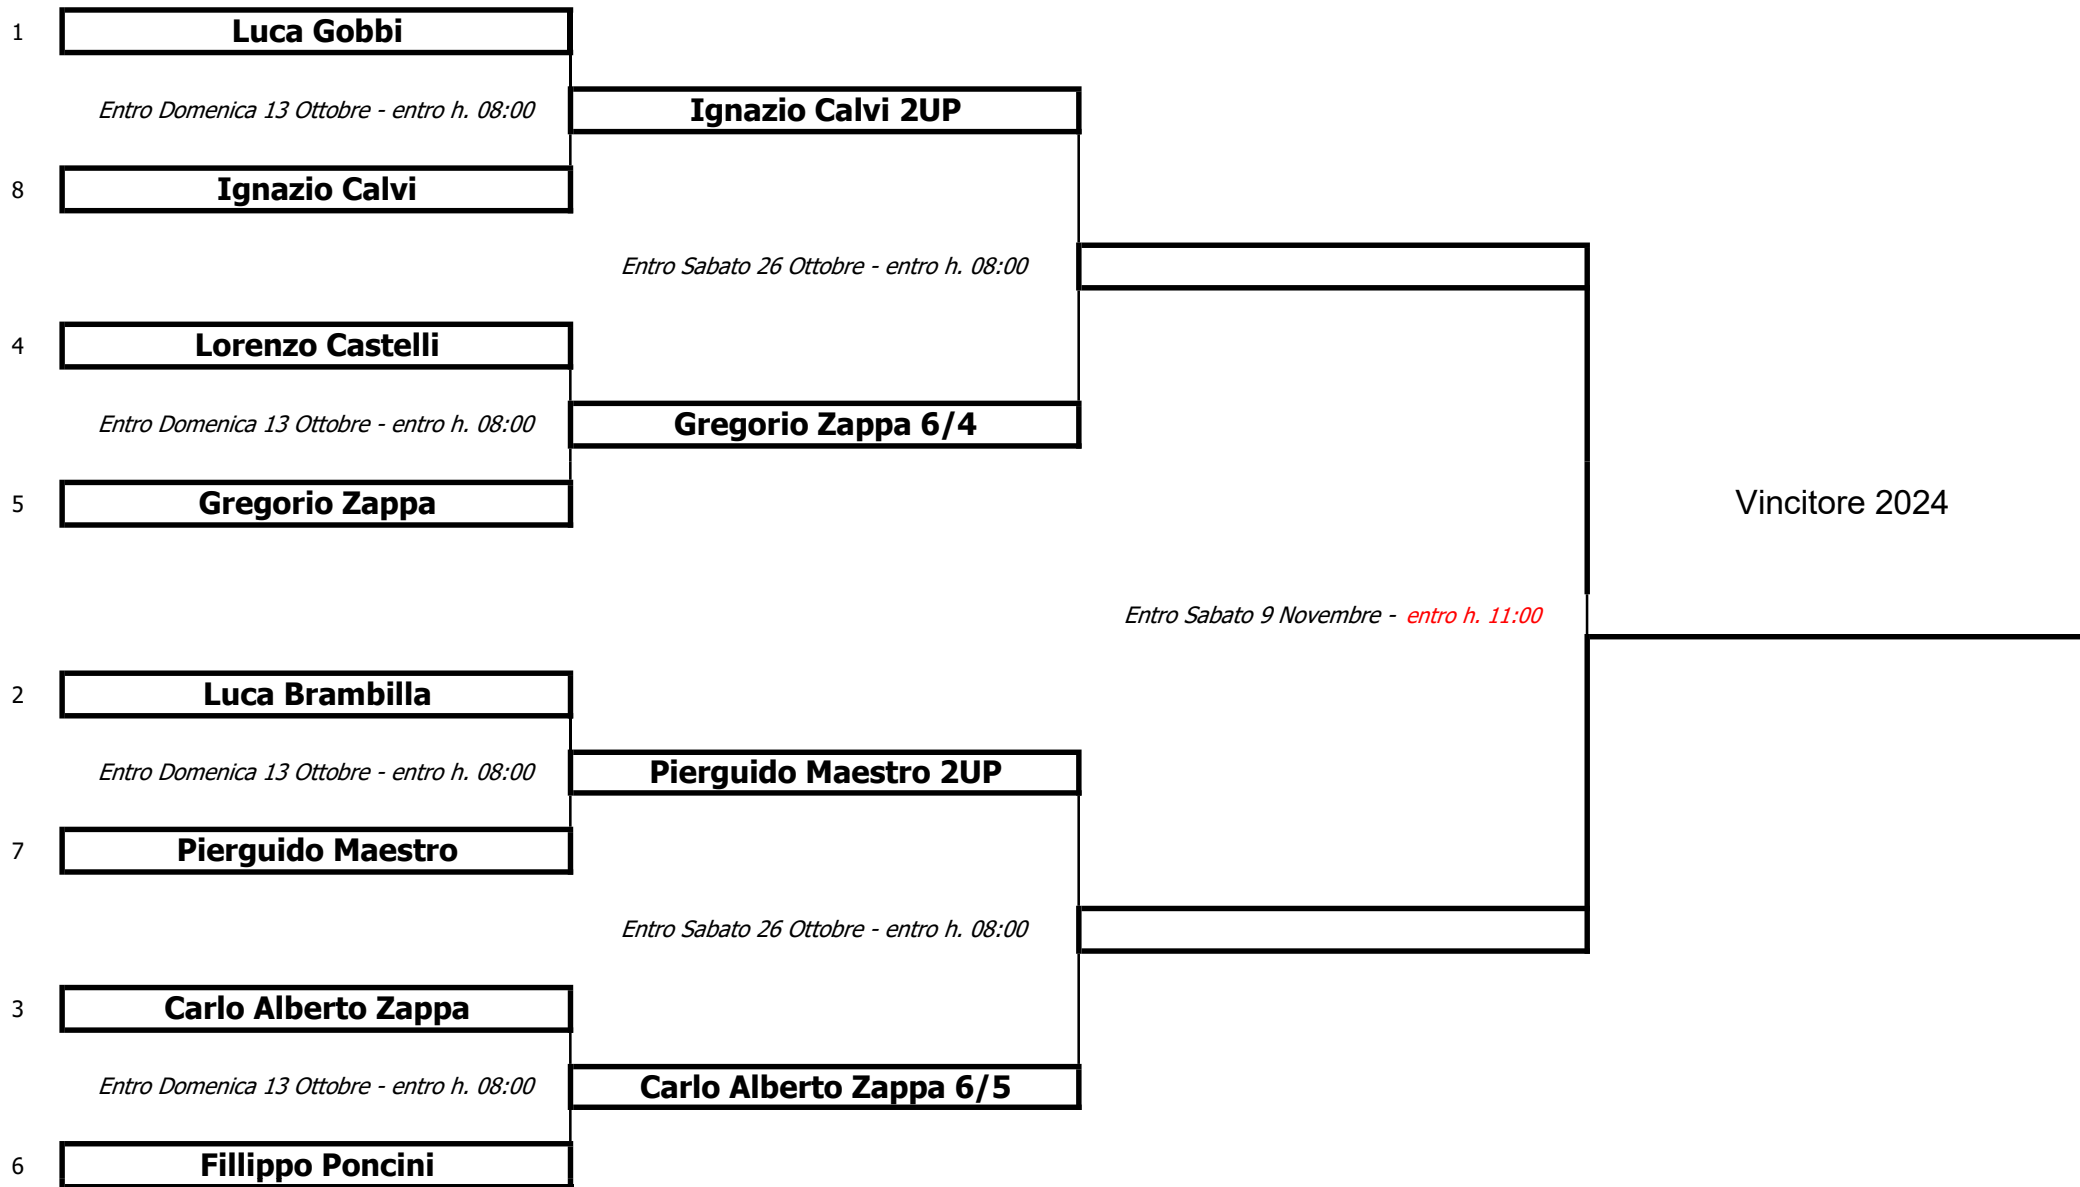 1 Luca Gobbi
Entro Domenica 13 Ottobre - entro h. 08:00 Ignazio Calvi 2UP
8 Ignazio Calvi
Entro Sabato 26 Ottobre - entro h. 08:00
4 Lorenzo Castelli
Entro Domenica 13 Ottobre - entro h. 08:00 Gregorio Zappa 6/4
5 Gregorio Zappa Vincitore 2024
Entro Sabato 9 Novembre - entro h. 11:00
2 Luca Brambilla
Entro Domenica 13 Ottobre - entro h. 08:00 Pierguido Maestro 2UP
7 Pierguido Maestro
Entro Sabato 26 Ottobre - entro h. 08:00
3 Carlo Alberto Zappa
Entro Domenica 13 Ottobre - entro h. 08:00 Carlo Alberto Zappa 6/5
6 Fillippo Poncini